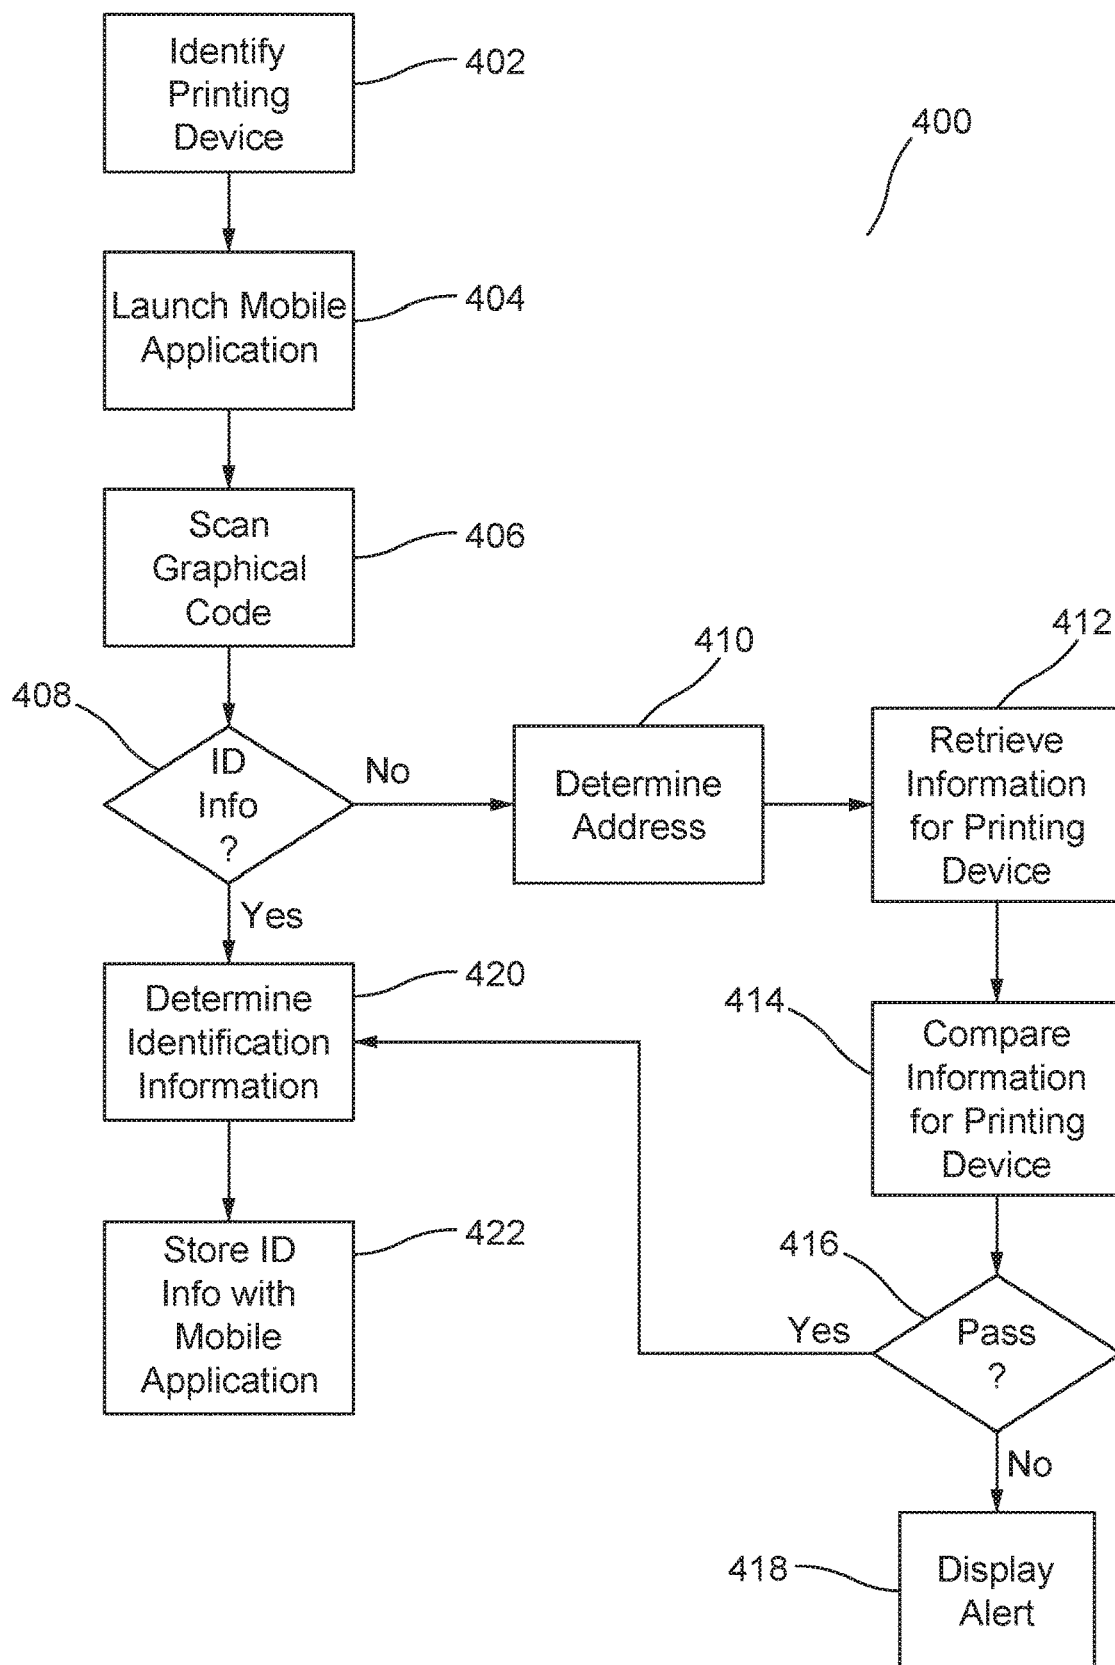 Identify
Printing
Device
402
400
Launch Mobile
Application
404
Scan
Graphical
Code
406
408
ID
Info
?
No
Yes
410
Determine
Address
412
Retrieve
Information
for Printing
Device
414
Compare
Information
for Printing
Device
416
Pass
?
Yes
No
418
Display
Alert
420
Determine
Identification
Information
422
Store ID
Info with
Mobile
Application